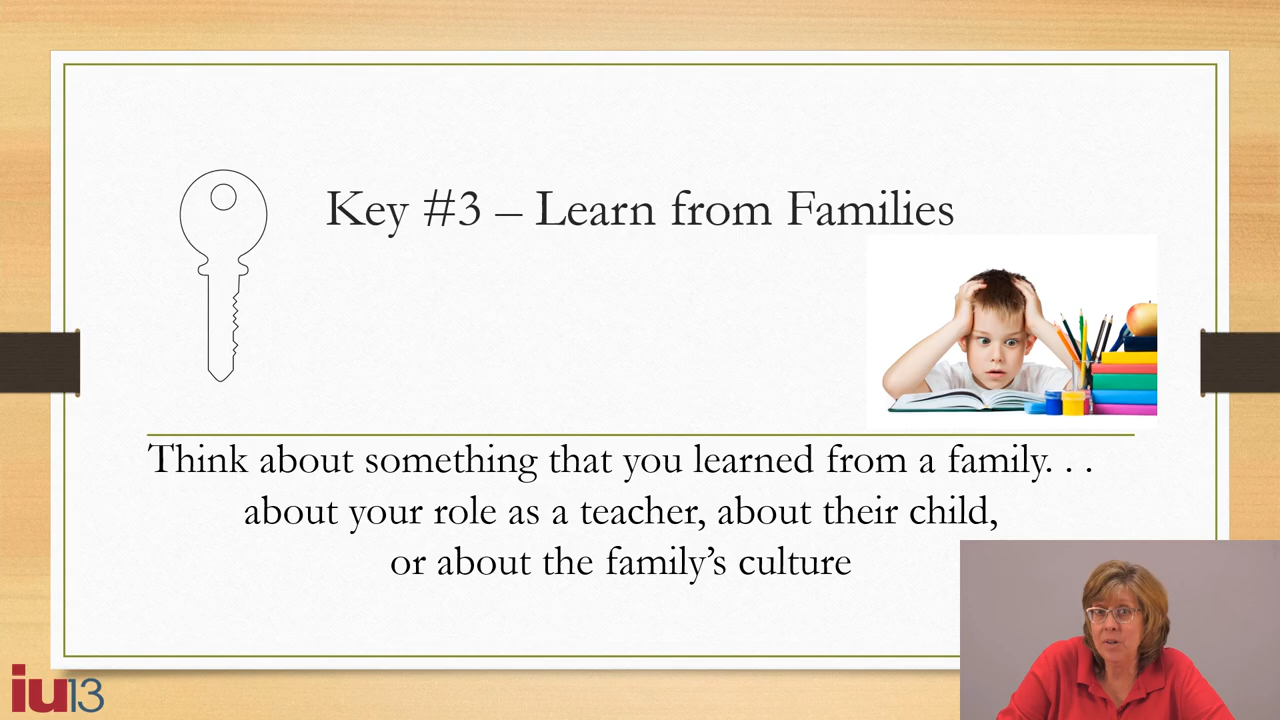 Key #3 – Learn from Families
Think about something that you learned from a family. . .
about your role as a teacher, about their child,
or about the family’s culture
iu13